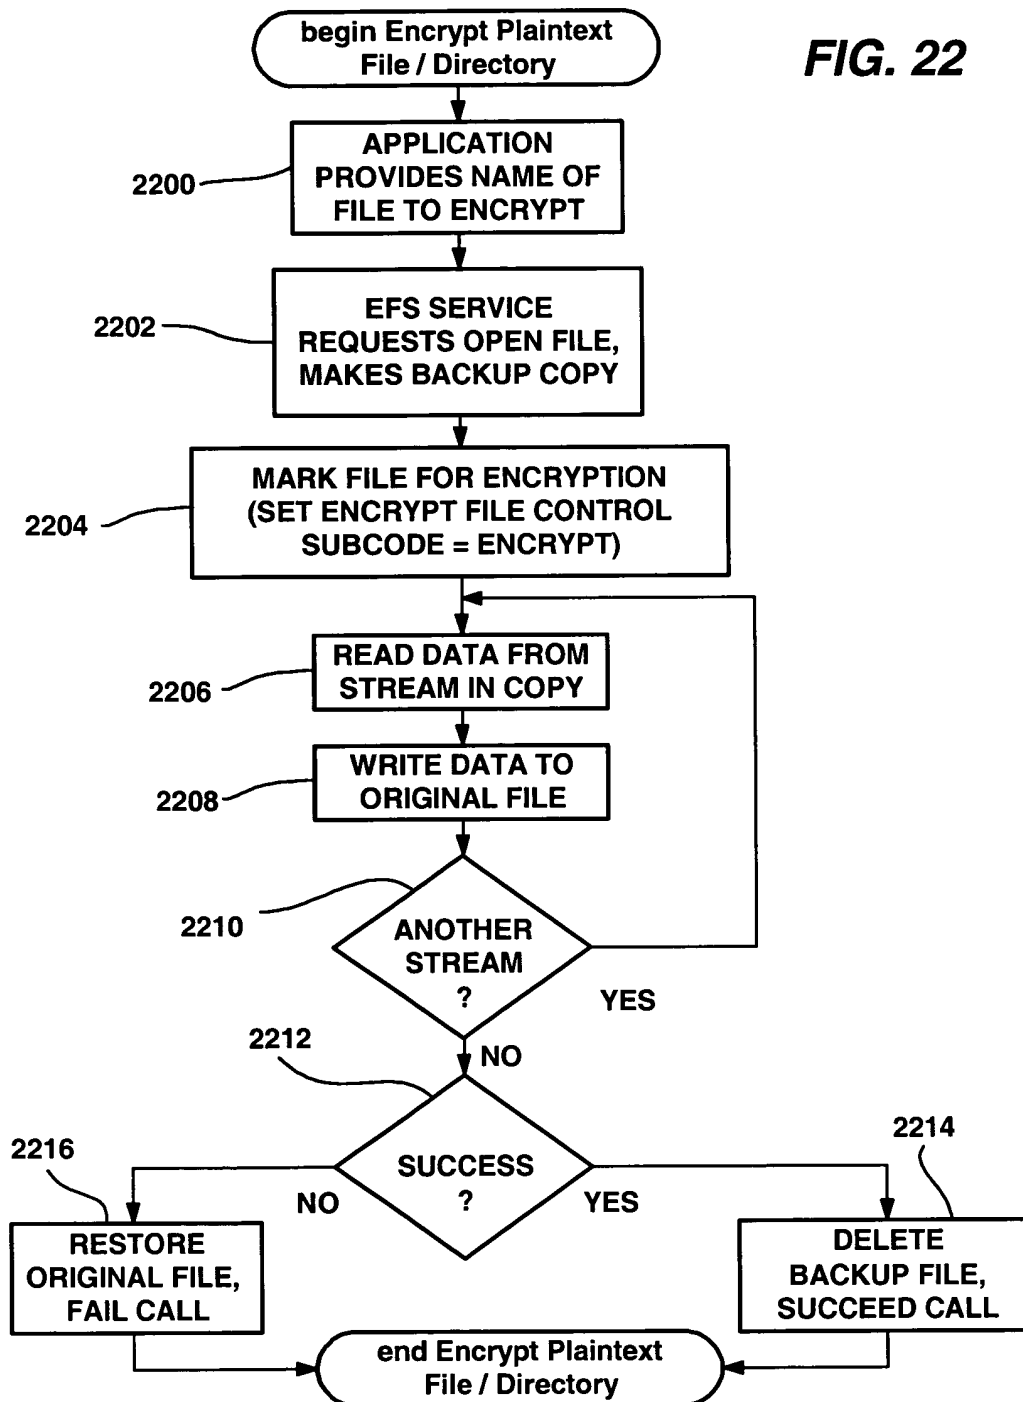 begin Encrypt Plaintext
File / Directory
FIG. 22
APPLICATION
PROVIDES NAME OF
FILE TO ENCRYPT
2200
EFS SERVICE
REQUESTS OPEN FILE,
MAKES BACKUP COPY
2202
MARK FILE FOR ENCRYPTION
(SET ENCRYPT FILE CONTROL
SUBCODE = ENCRYPT)
2204
READ DATA FROM
STREAM IN COPY
2206
WRITE DATA TO
ORIGINAL FILE
2208
2210
ANOTHER
STREAM
?
YES
NO
2212
SUCCESS
?
NO
YES
2216
RESTORE
ORIGINAL FILE,
FAIL CALL
2214
DELETE
BACKUP FILE,
SUCCEED CALL
end Encrypt Plaintext
File / Directory